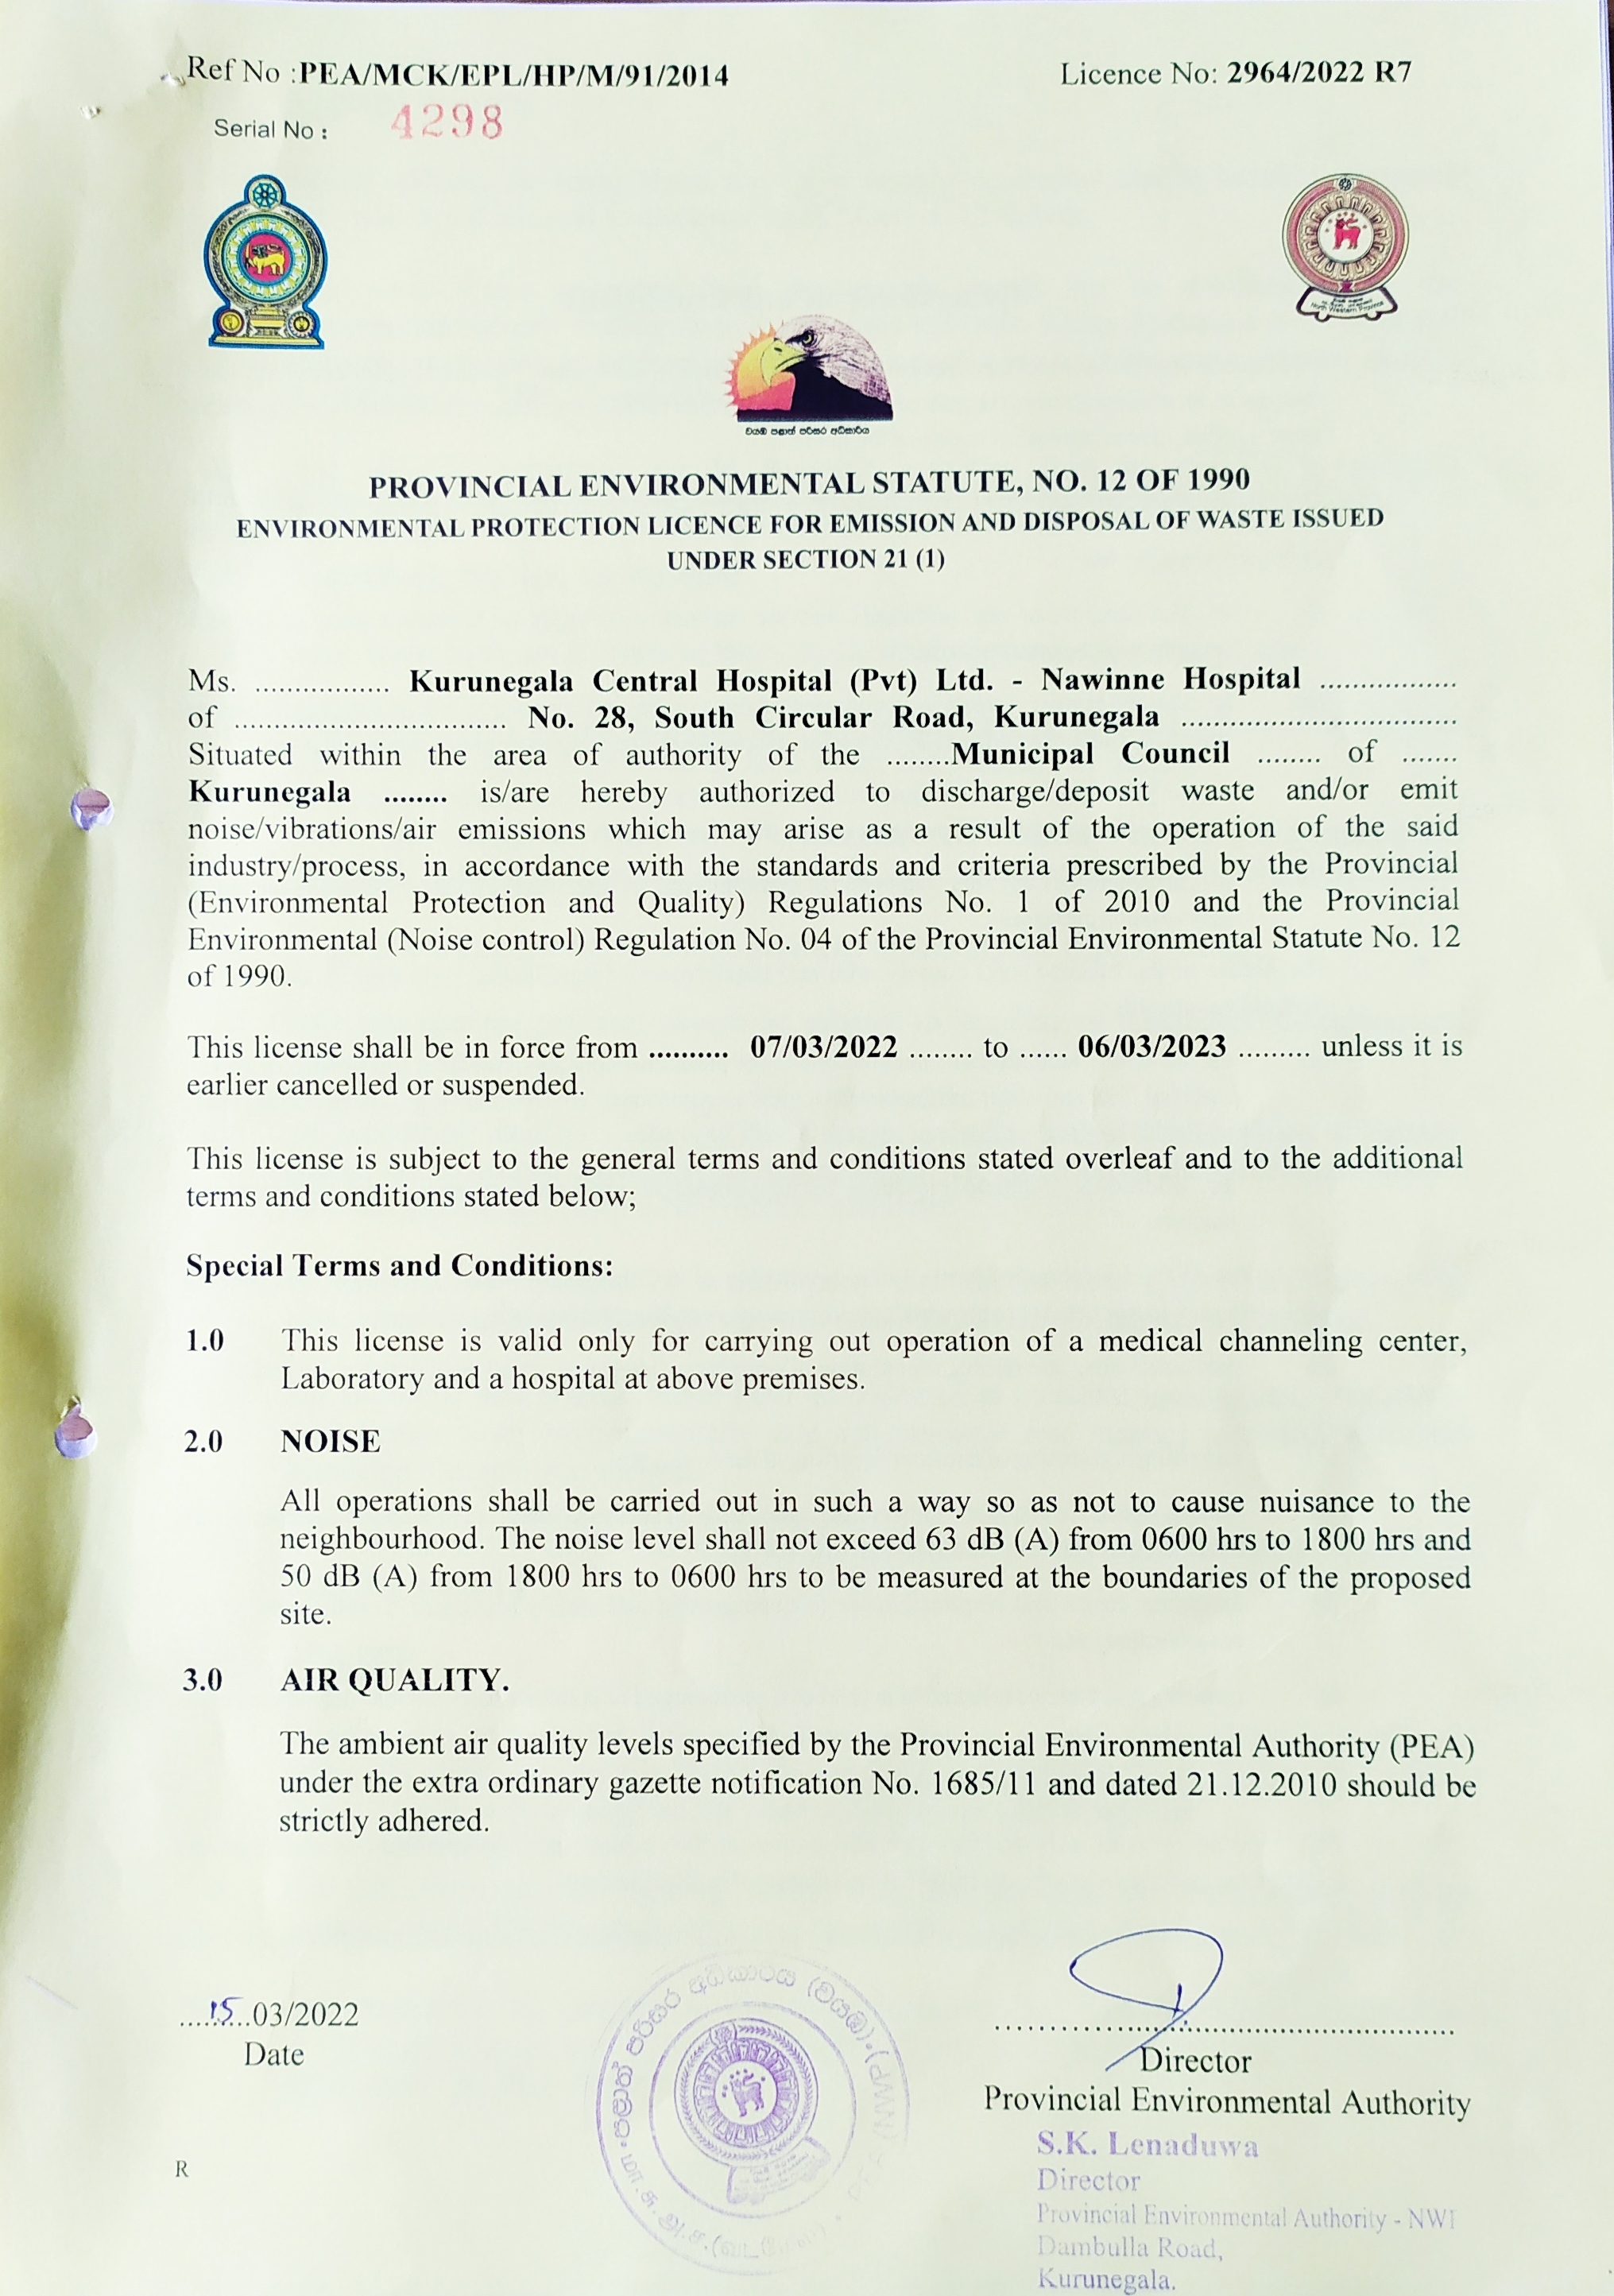 Ref No :PEA/MCK/EPL/HP/M/91/2014
Licence No: 2964/2022 R7
Serial No :
4298
North Western Province
වයඹ පළාත් පරිසර අධිකාරිය
PROVINCIAL ENVIRONMENTAL STATUTE, NO. 12 OF 1990
ENVIRONMENTAL PROTECTION LICENCE FOR EMISSION AND DISPOSAL OF WASTE ISSUED
UNDER SECTION 21 (1)
Ms. ................. Kurunegala Central Hospital (Pvt) Ltd. - Nawinne Hospital .................
of .................................. No. 28, South Circular Road, Kurunegala ..................................
Situated within the area of authority of the ........Municipal Council ........ of .......
Kurunegala ........ is/are hereby authorized to discharge/deposit waste and/or emit
noise/vibrations/air emissions which may arise as a result of the operation of the said
industry/process, in accordance with the standards and criteria prescribed by the Provincial
(Environmental Protection and Quality) Regulations No. 1 of 2010 and the Provincial
Environmental (Noise control) Regulation No. 04 of the Provincial Environmental Statute No. 12
of 1990.
This license shall be in force from .......... 07/03/2022 ........ to ...... 06/03/2023 ......... unless it is
earlier cancelled or suspended.
This license is subject to the general terms and conditions stated overleaf and to the additional
terms and conditions stated below;
Special Terms and Conditions:
1.0 This license is valid only for carrying out operation of a medical channeling center,
Laboratory and a hospital at above premises.
2.0 NOISE
All operations shall be carried out in such a way so as not to cause nuisance to the
neighbourhood. The noise level shall not exceed 63 dB (A) from 0600 hrs to 1800 hrs and
50 dB (A) from 1800 hrs to 0600 hrs to be measured at the boundaries of the proposed
site.
3.0 AIR QUALITY.
The ambient air quality levels specified by the Provincial Environmental Authority (PEA)
under the extra ordinary gazette notification No. 1685/11 and dated 21.12.2010 should be
strictly adhered.
....15...03/2022
Date
පළාත් පරිසර අධිකාරිය (වයඹ)
(NWP)
Director
Provincial Environmental Authority
S.K. Lenaduwa
Director
Provincial Environmental Authority - NWP
Dambulla Road,
Kurunegala.
R